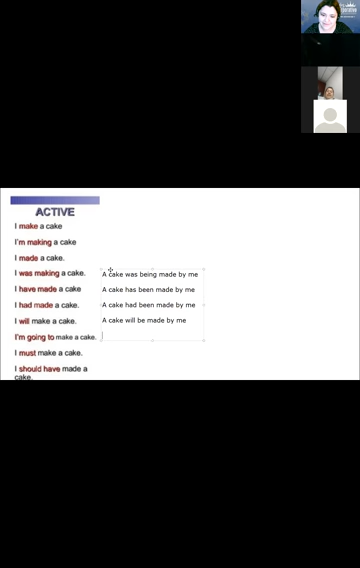 ACTIVE
I make a cake
I'm making a cake
I made a cake.
I was making a cake.
A cake was being made by me
I have made a cake
A cake has been made by me
I had made a cake.
A cake had been made by me
I will make a cake.
A cake will be made by me
I'm going to make a cake.
I must make a cake.
I should have made a
cake.